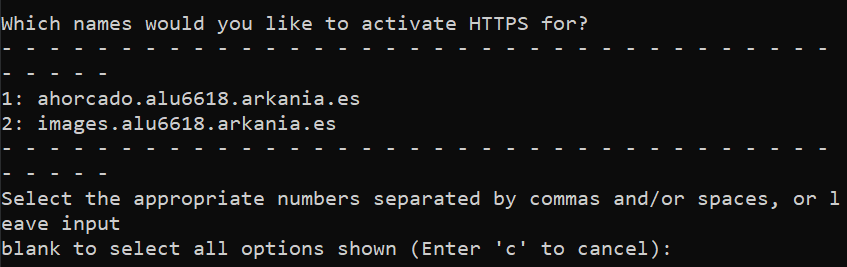 Which names would you like to activate HTTPS for?
- - - - - - - - - - - - - - - - - - - - - - - - - - - - - - - - - - -
- - - - -
1: ahorcado.alu6618.arkania.es
2: images.alu6618.arkania.es
- - - - - - - - - - - - - - - - - - - - - - - - - - - - - - - - - - -
- - - - -
Select the appropriate numbers separated by commas and/or spaces, or l
eave input
blank to select all options shown (Enter 'c' to cancel):